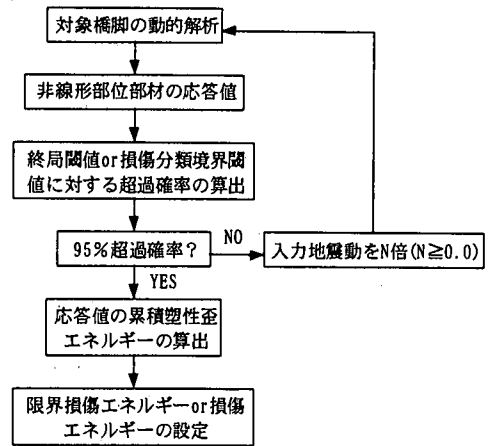 対象橋脚の動的解析
非線形部位部材の応答値
終局閾値or損傷分類境界閾
値に対する超過確率の算出
95%超過確率?
NO
入力地震動をN倍(N≧0.0)
YES
応答値の累積塑性歪
エネルギーの算出
限界損傷エネルギーor損傷
エネルギーの設定